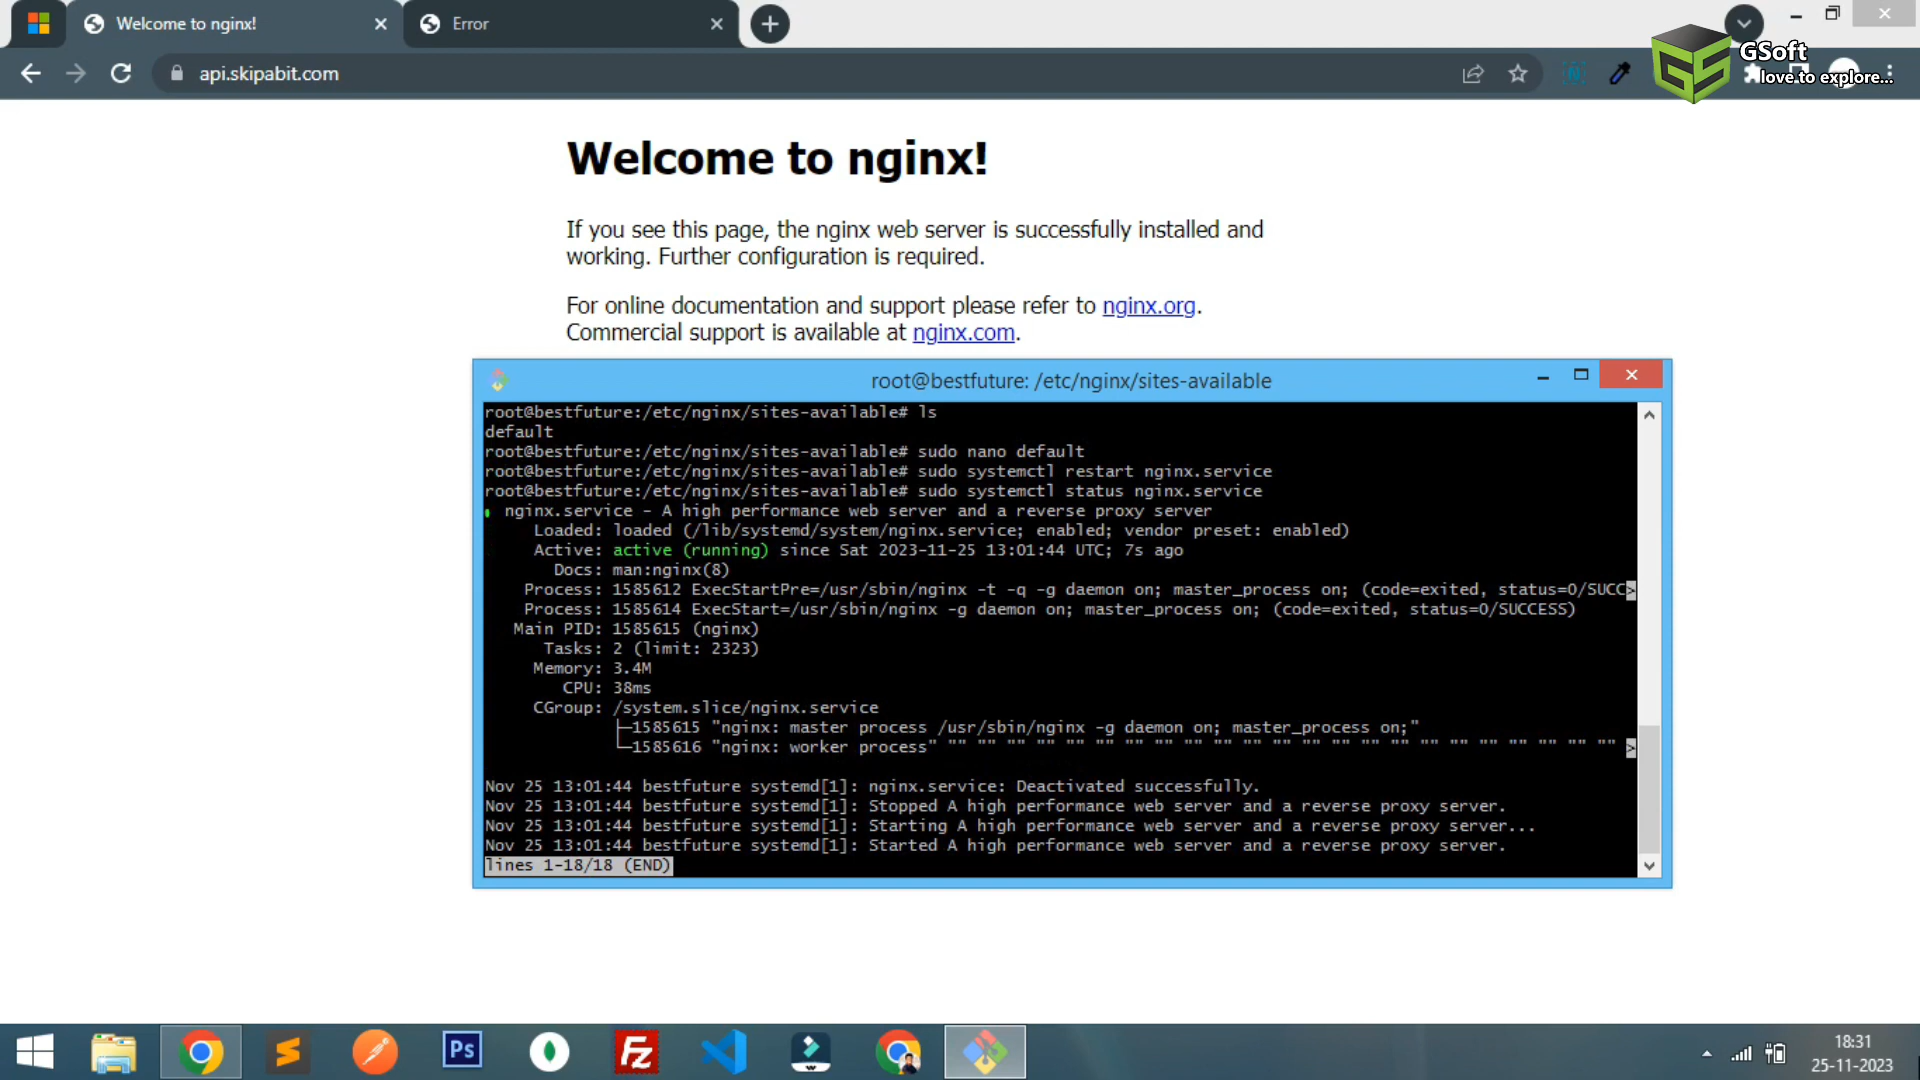 Welcome to nginx!
Error
api.skipabit.com
GSoft
love to explore...
Welcome to nginx!
If you see this page, the nginx web server is successfully installed and
working. Further configuration is required.
For online documentation and support please refer to nginx.org.
Commercial support is available at nginx.com.
root@bestfuture: /etc/nginx/sites-available
root@bestfuture:/etc/nginx/sites-available# ls
default
root@bestfuture:/etc/nginx/sites-available# sudo nano default
root@bestfuture:/etc/nginx/sites-available# sudo systemctl restart nginx.service
root@bestfuture:/etc/nginx/sites-available# sudo systemctl status nginx.service
nginx.service - A high performance web server and a reverse proxy server
Loaded: loaded (/lib/systemd/system/nginx.service; enabled; vendor preset: enabled)
Active: active (running) since Sat 2023-11-25 13:01:44 UTC; 7s ago
Docs: man:nginx(8)
Process: 1585612 ExecStartPre=/usr/sbin/nginx -t -q -g daemon on; master_process on; (code=exited, status=0/SUCC>
Process: 1585614 ExecStart=/usr/sbin/nginx -g daemon on; master_process on; (code=exited, status=0/SUCCESS)
Main PID: 1585615 (nginx)
Tasks: 2 (limit: 2323)
Memory: 3.4M
CPU: 38ms
CGroup: /system.slice/nginx.service
├─1585615 "nginx: master process /usr/sbin/nginx -g daemon on; master_process on;"
└─1585616 "nginx: worker process" "" "" "" "" "" "" "" "" "" "" "" "" "" "" "" "" "" "" "" "" "" "" "" >
Nov 25 13:01:44 bestfuture systemd[1]: nginx.service: Deactivated successfully.
Nov 25 13:01:44 bestfuture systemd[1]: Stopped A high performance web server and a reverse proxy server.
Nov 25 13:01:44 bestfuture systemd[1]: Starting A high performance web server and a reverse proxy server...
Nov 25 13:01:44 bestfuture systemd[1]: Started A high performance web server and a reverse proxy server.
lines 1-18/18 (END)
Ps
Fz
18:31
25-11-2023